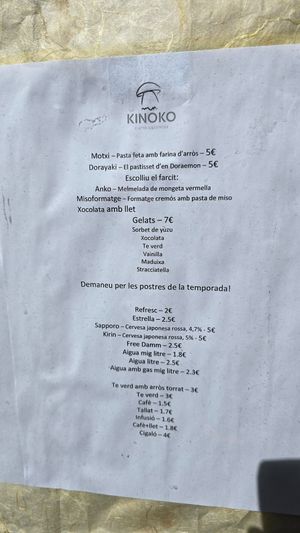 KINOKO
Motxi – Pasta feta amb farina d'arròs – 5€
Dorayaki – El pastisset d'en Doraemon – 5€
Escolliu el farcit:
Anko – Melmelada de mongeta vermella
Misoformatge – Formatge cremós amb pasta de miso
Xocolata amb llet
Gelats – 7€
Sorbet de yùzu
Xocolata
Te verd
Vainilla
Maduixa
Stracciatella
Demaneu per les postres de la temporada!
Refresc – 2€
Estrella – 2.5€
Sapporo – Cervesa japonesa rossa, 4,7% - 5€
Kirin – Cervesa japonesa rossa, 5% - 5€
Free Damm – 2.5€
Aigua mig litre – 1.8€
Aigua litre – 2.5€
Aigua amb gas mig litre – 2.3€
Te verd amb arròs torrat – 3€
Te verd – 3€
Cafè – 1.5€
Tallat – 1.7€
Infusió – 1.6€
Cafè+llet – 1.8€
Cigaló – 4€